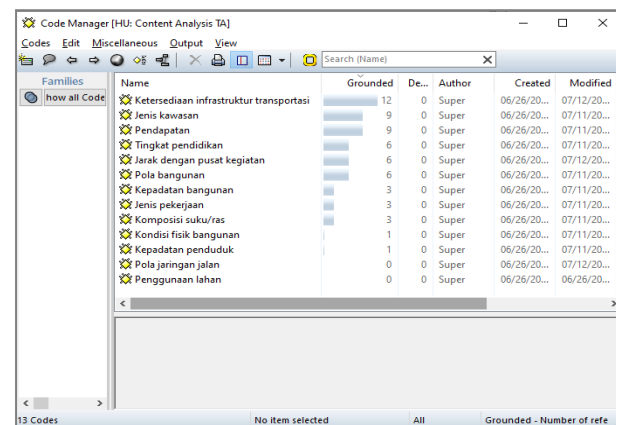 Code Manager [HU: Content Analysis TA]
Codes Edit Miscellaneous Output View
Search (Name)
Families
how all Code
Name Grounded De... Author Created Modified
Ketersediaan infrastruktur transportasi 12 0 Super 06/26/20... 07/12/20...
Jenis kawasan 9 0 Super 06/26/20... 07/11/20...
Pendapatan 9 0 Super 06/26/20... 07/11/20...
Tingkat pendidikan 6 0 Super 06/26/20... 07/11/20...
Jarak dengan pusat kegiatan 6 0 Super 06/26/20... 07/12/20...
Pola bangunan 6 0 Super 06/26/20... 07/11/20...
Kepadatan bangunan 3 0 Super 06/26/20... 07/11/20...
Jenis pekerjaan 3 0 Super 06/26/20... 07/11/20...
Komposisi suku/ras 3 0 Super 06/26/20... 07/11/20...
Kondisi fisik bangunan 1 0 Super 06/26/20... 07/11/20...
Kepadatan penduduk 1 0 Super 06/26/20... 07/11/20...
Pola jaringan jalan 0 0 Super 06/26/20... 07/12/20...
Penggunaan lahan 0 0 Super 06/26/20... 06/26/20...
13 Codes No item selected All Grounded - Number of refe